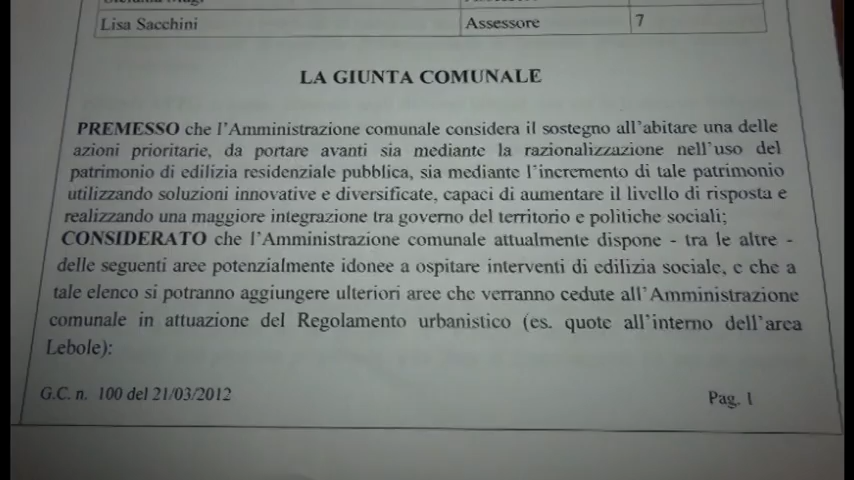 Lisa Sacchini Assessore 7
LA GIUNTA COMUNALE
PREMESSO che l'Amministrazione comunale considera il sostegno all'abitare una delle
azioni prioritarie, da portare avanti sia mediante la razionalizzazione nell'uso del
patrimonio di edilizia residenziale pubblica, sia mediante l'incremento di tale patrimonio
utilizzando soluzioni innovative e diversificate, capaci di aumentare il livello di risposta e
realizzando una maggiore integrazione tra governo del territorio e politiche sociali;
CONSIDERATO che l'Amministrazione comunale attualmente dispone - tra le altre -
delle seguenti aree potenzialmente idonee a ospitare interventi di edilizia sociale, e che a
tale elenco si potranno aggiungere ulteriori aree che verranno cedute all'Amministrazione
comunale in attuazione del Regolamento urbanistico (es. quote all'interno dell'area
Lebole):
G.C. n. 100 del 21/03/2012 Pag. 1